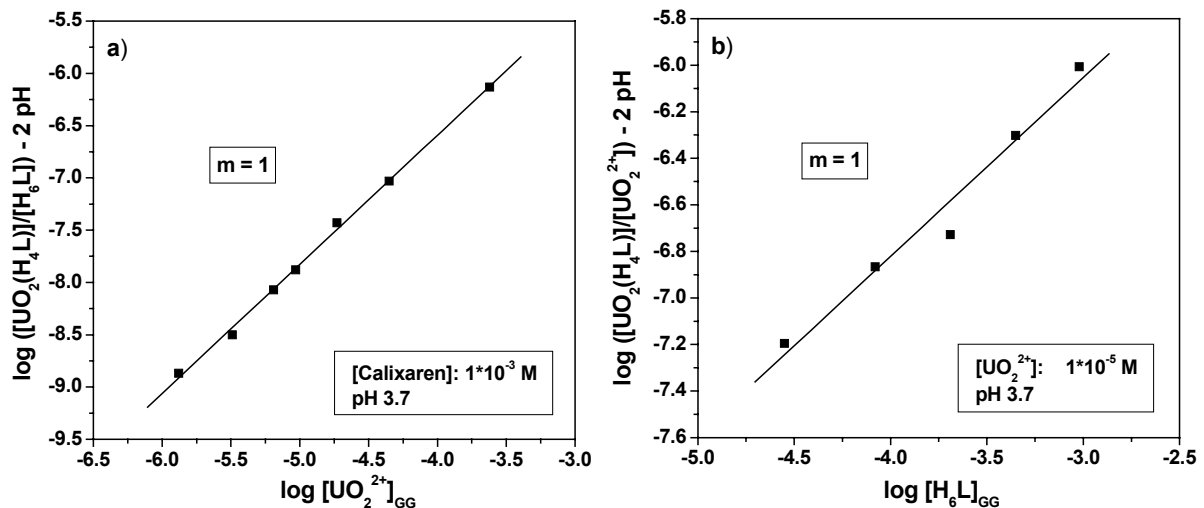 a)
log ([UO₂(H₄L)]/[H₆L]) - 2 pH
-5.5
-6.0
-6.5
-7.0
-7.5
-8.0
-8.5
-9.0
-9.5
m = 1
[Calixaren]: 1*10⁻³ M
pH 3.7
-6.5 -6.0 -5.5 -5.0 -4.5 -4.0 -3.5 -3.0
log [UO₂²⁺]GG
b)
log ([UO₂(H₄L)]/[UO₂²⁺]) - 2 pH
-6.0
-6.2
-6.4
-6.6
-6.8
-7.0
-7.2
-7.4
-7.6
m = 1
[UO₂²⁺]: 1*10⁻⁵ M
pH 3.7
-5.0 -4.5 -4.0 -3.5 -3.0 -2.5
log [H₆L]GG